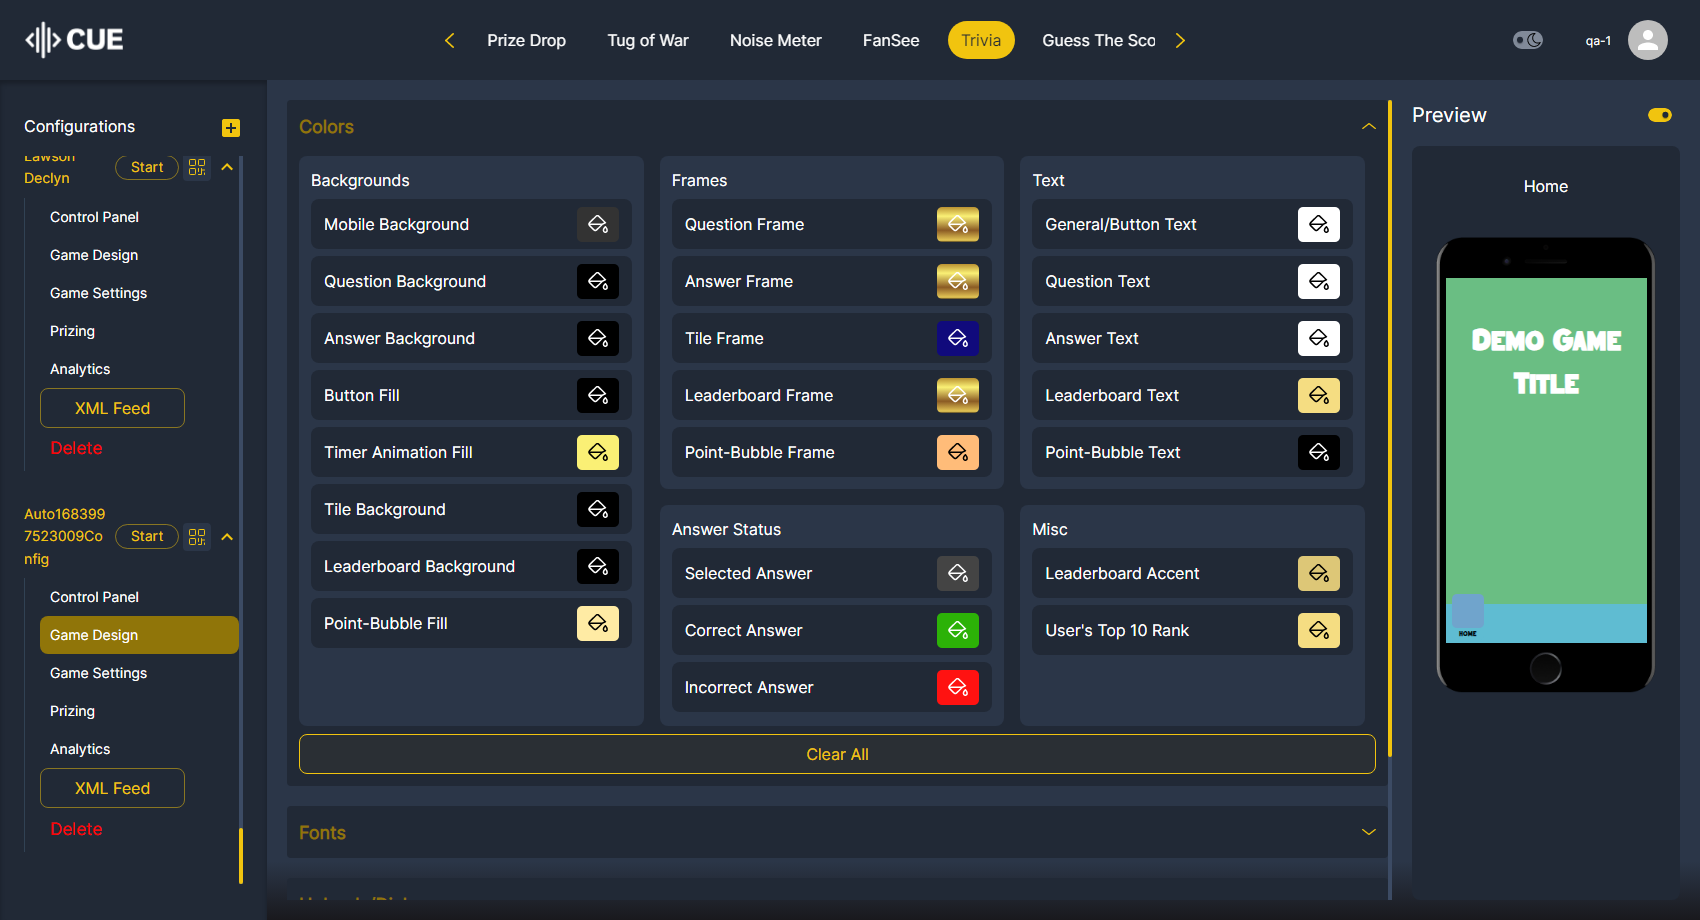 CUE
Prize Drop
Tug of War
Noise Meter
FanSee
Trivia
Guess The Sco
qa-1
Configurations
Lawson
Declyn
Start
Control Panel
Game Design
Game Settings
Prizing
Analytics
XML Feed
Delete
Auto168399
7523009Co
nfig
Start
Control Panel
Game Design
Game Settings
Prizing
Analytics
XML Feed
Delete
Colors
Backgrounds
Mobile Background
Question Background
Answer Background
Button Fill
Timer Animation Fill
Tile Background
Leaderboard Background
Point-Bubble Fill
Frames
Question Frame
Answer Frame
Tile Frame
Leaderboard Frame
Point-Bubble Frame
Text
General/Button Text
Question Text
Answer Text
Leaderboard Text
Point-Bubble Text
Answer Status
Selected Answer
Correct Answer
Incorrect Answer
Misc
Leaderboard Accent
User's Top 10 Rank
Clear All
Fonts
Preview
Home
Demo Game
Title
HOME